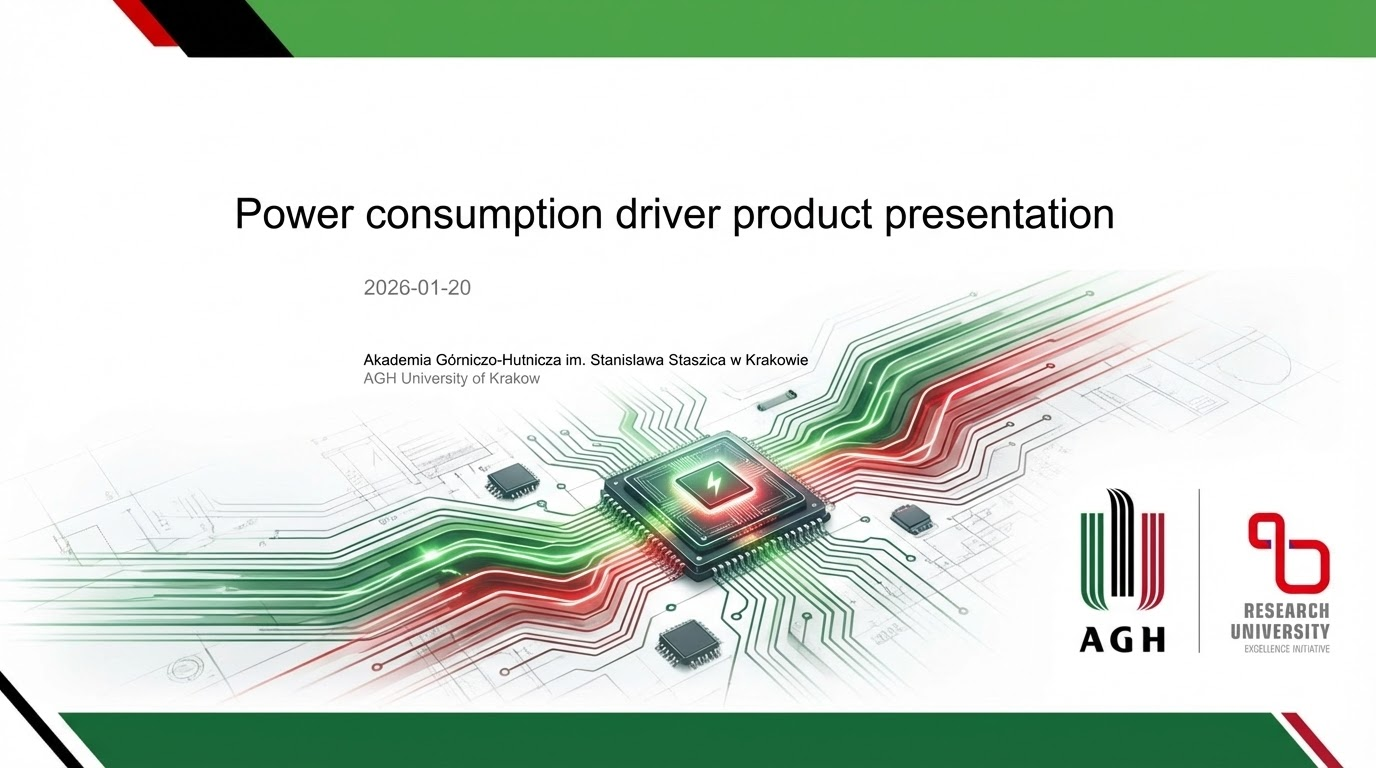 Power consumption driver product presentation
2026-01-20
Akademia Górniczo-Hutnicza im. Stanislawa Staszica w Krakowie
AGH University of Krakow
AGH
RESEARCH
UNIVERSITY
EXCELLENCE INITIATIVE